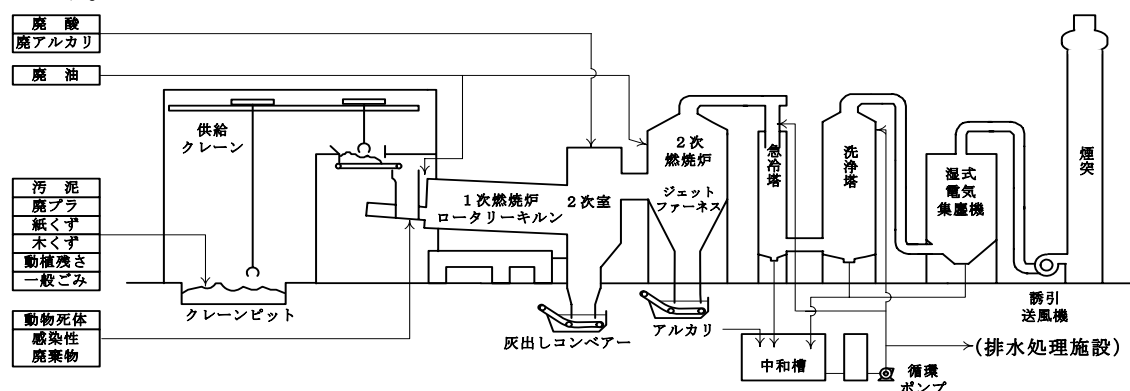 廃　酸
廃アルカリ
廃　油
供給
クレーン
汚　泥
廃プラ
紙くず
木くず
動植残さ
一般ごみ
動物死体
感染性
廃棄物
クレーンピット
1次燃焼炉
ロータリーキルン
2次室
灰出しコンベアー
2次
燃焼炉
ジェット
ファーネス
アルカリ
急冷塔
洗浄塔
中和槽
循環
ポンプ
湿式
電気
集塵機
誘引
送風機
煙突
(排水処理施設)